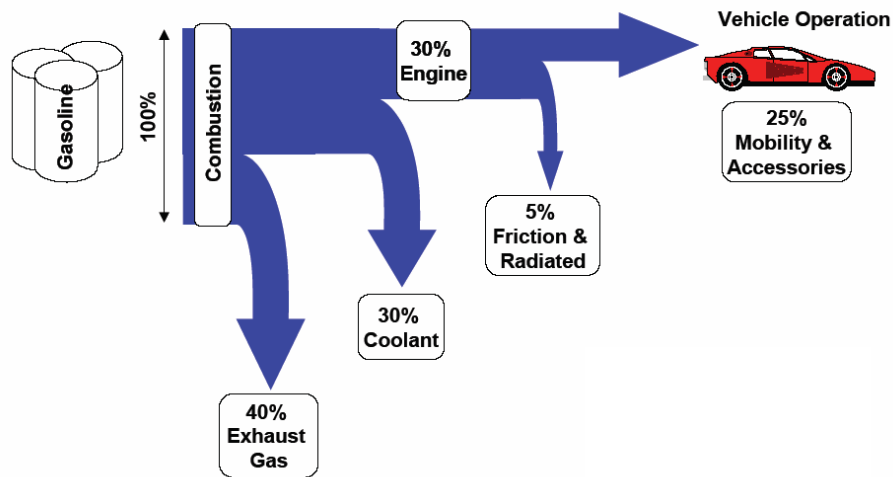 Gasoline
100%
Combustion
30%
Engine
Vehicle Operation
25%
Mobility &
Accessories
5%
Friction &
Radiated
30%
Coolant
40%
Exhaust
Gas